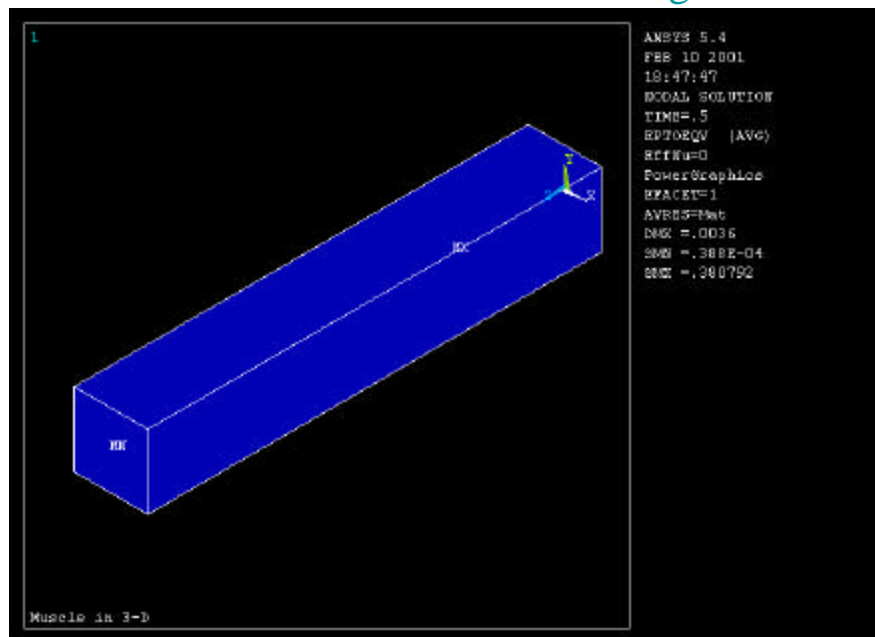 1
ANSYS 5.4
FEB 10 2001
18:47:47
NODAL SOLUTION
TIME=.5
EPTOEQV (AVG)
EffNu=0
PowerGraphics
EFACET=1
AVRES=Mat
DMX =.0036
SMN =.388E-04
SMX =.380792
Y
Z
X
MX
MN
Muscle in 3-D